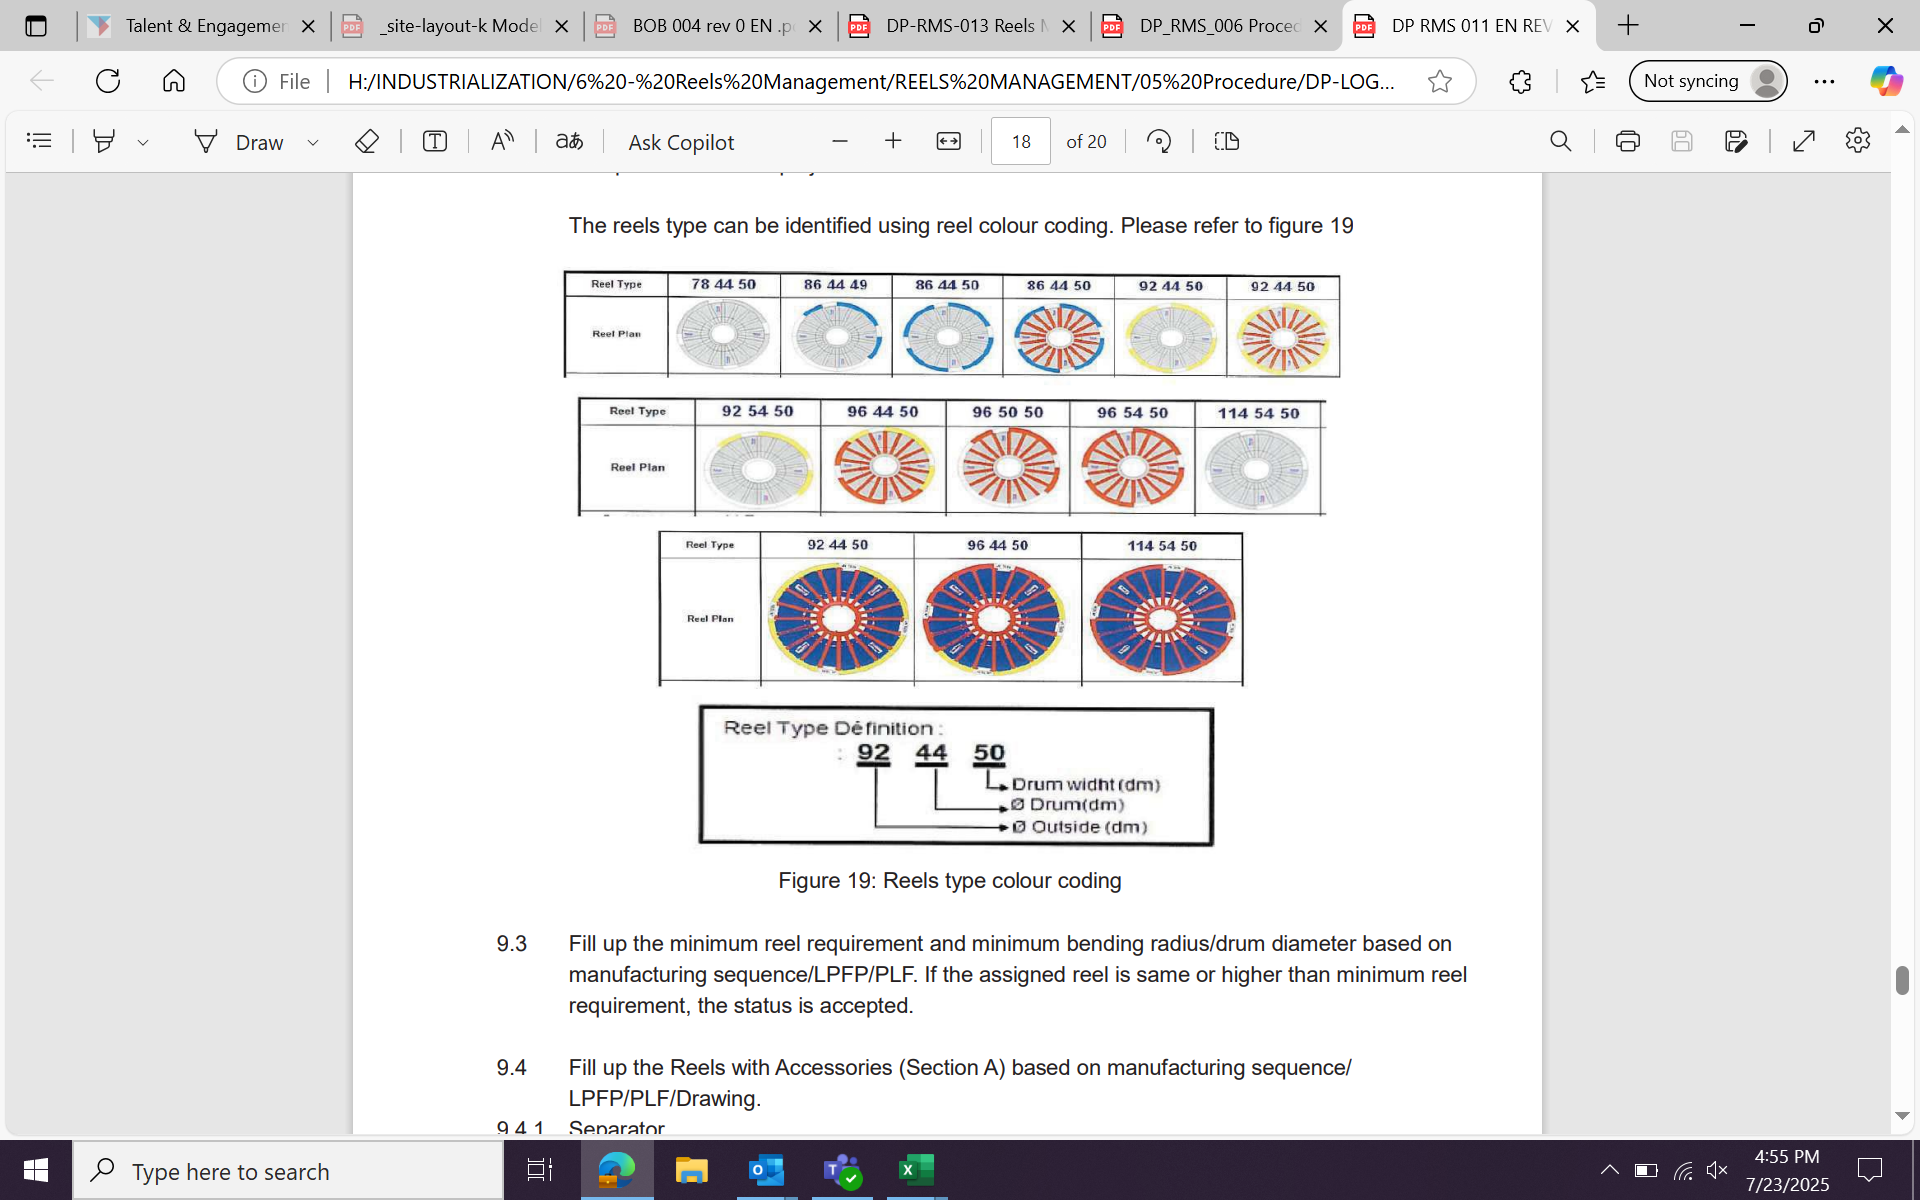 Talent & Engagemen
_site-layout-k Model
BOB 004 rev 0 EN .p
DP-RMS-013 Reels M
DP_RMS_006 Proced
DP RMS 011 EN REV
File
H:/INDUSTRIALIZATION/6%20-%20Reels%20Management/REELS%20MANAGEMENT/05%20Procedure/DP-LOG...
Not syncing
Draw
Ask Copilot
18 of 20
The reels type can be identified using reel colour coding. Please refer to figure 19
Reel Type 78 44 50 86 44 49 86 44 50 86 44 50 92 44 50 92 44 50
Reel Plan
Reel Type 92 54 50 96 44 50 96 50 50 96 54 50 114 54 50
Reel Plan
Reel Type 92 44 50 96 44 50 114 54 50
Reel Plan
Reel Type Définition :
: 92 44 50
Drum widht (dm)
Ø Drum(dm)
Ø Outside (dm)
Figure 19: Reels type colour coding
9.3 Fill up the minimum reel requirement and minimum bending radius/drum diameter based on
manufacturing sequence/LPFP/PLF. If the assigned reel is same or higher than minimum reel
requirement, the status is accepted.
9.4 Fill up the Reels with Accessories (Section A) based on manufacturing sequence/
LPFP/PLF/Drawing.
9.4.1 Separator
Type here to search
4:55 PM
7/23/2025